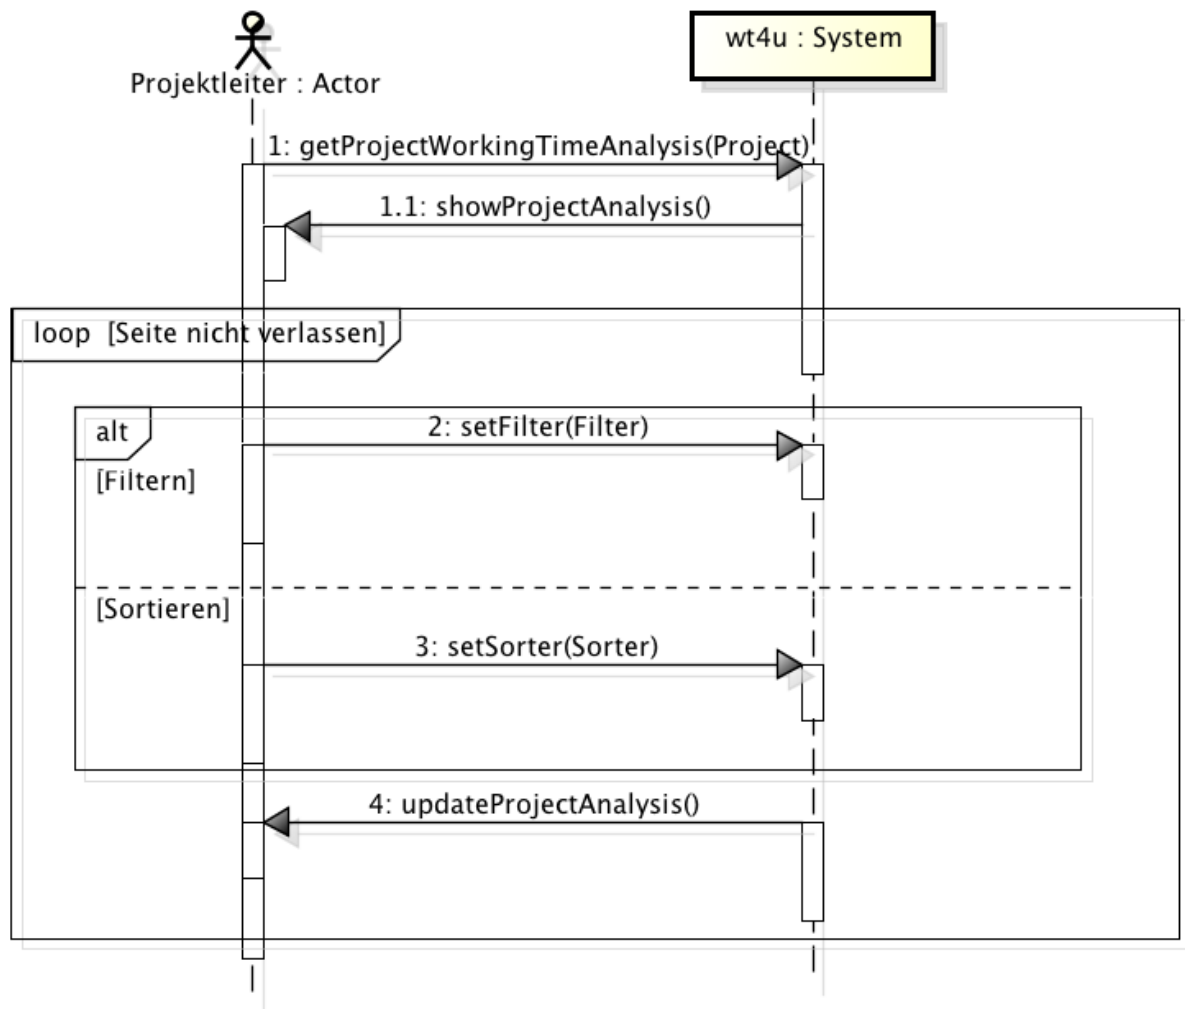 Projektleiter : Actor
wt4u : System
1: getProjectWorkingTimeAnalysis(Project)
1.1: showProjectAnalysis()
loop [Seite nicht verlassen]
alt
2: setFilter(Filter)
[Filtern]
[Sortieren]
3: setSorter(Sorter)
4: updateProjectAnalysis()